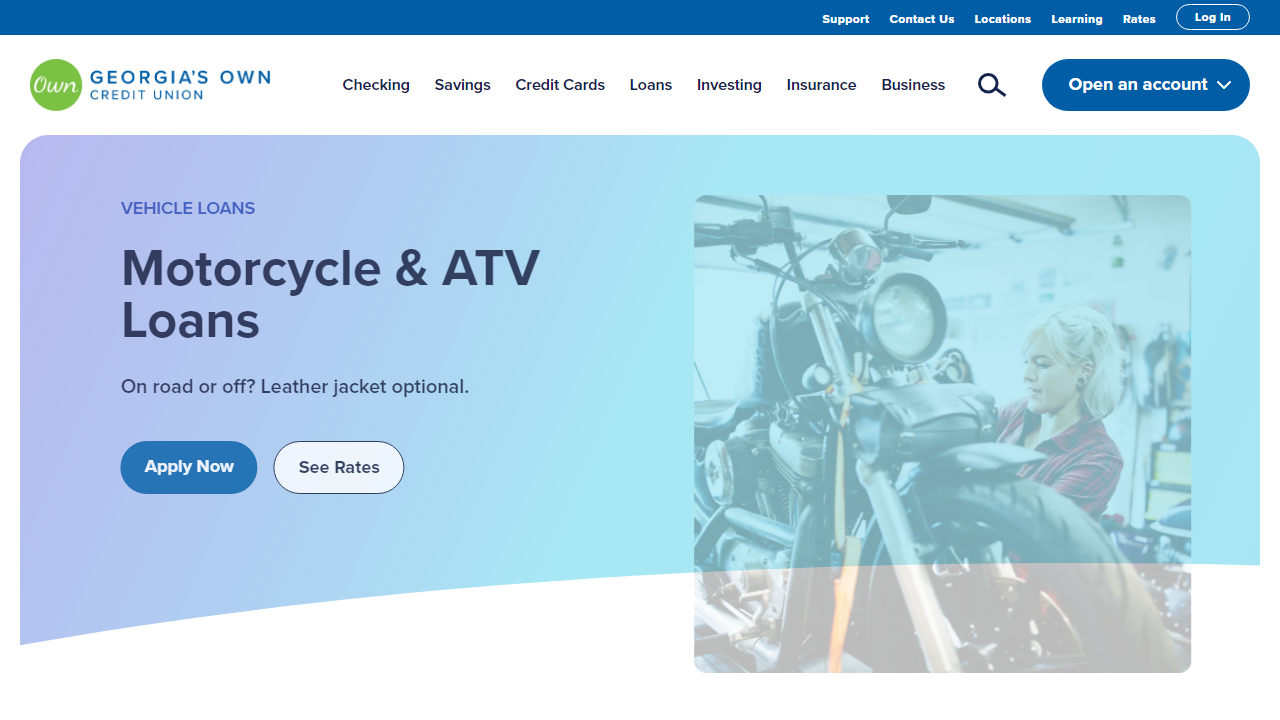 Support Contact Us Locations Learning Rates Log In
Own GEORGIA'S OWN
CREDIT UNION
Checking Savings Credit Cards Loans Investing Insurance Business Open an account
VEHICLE LOANS
Motorcycle & ATV
Loans
On road or off? Leather jacket optional.
Apply Now See Rates